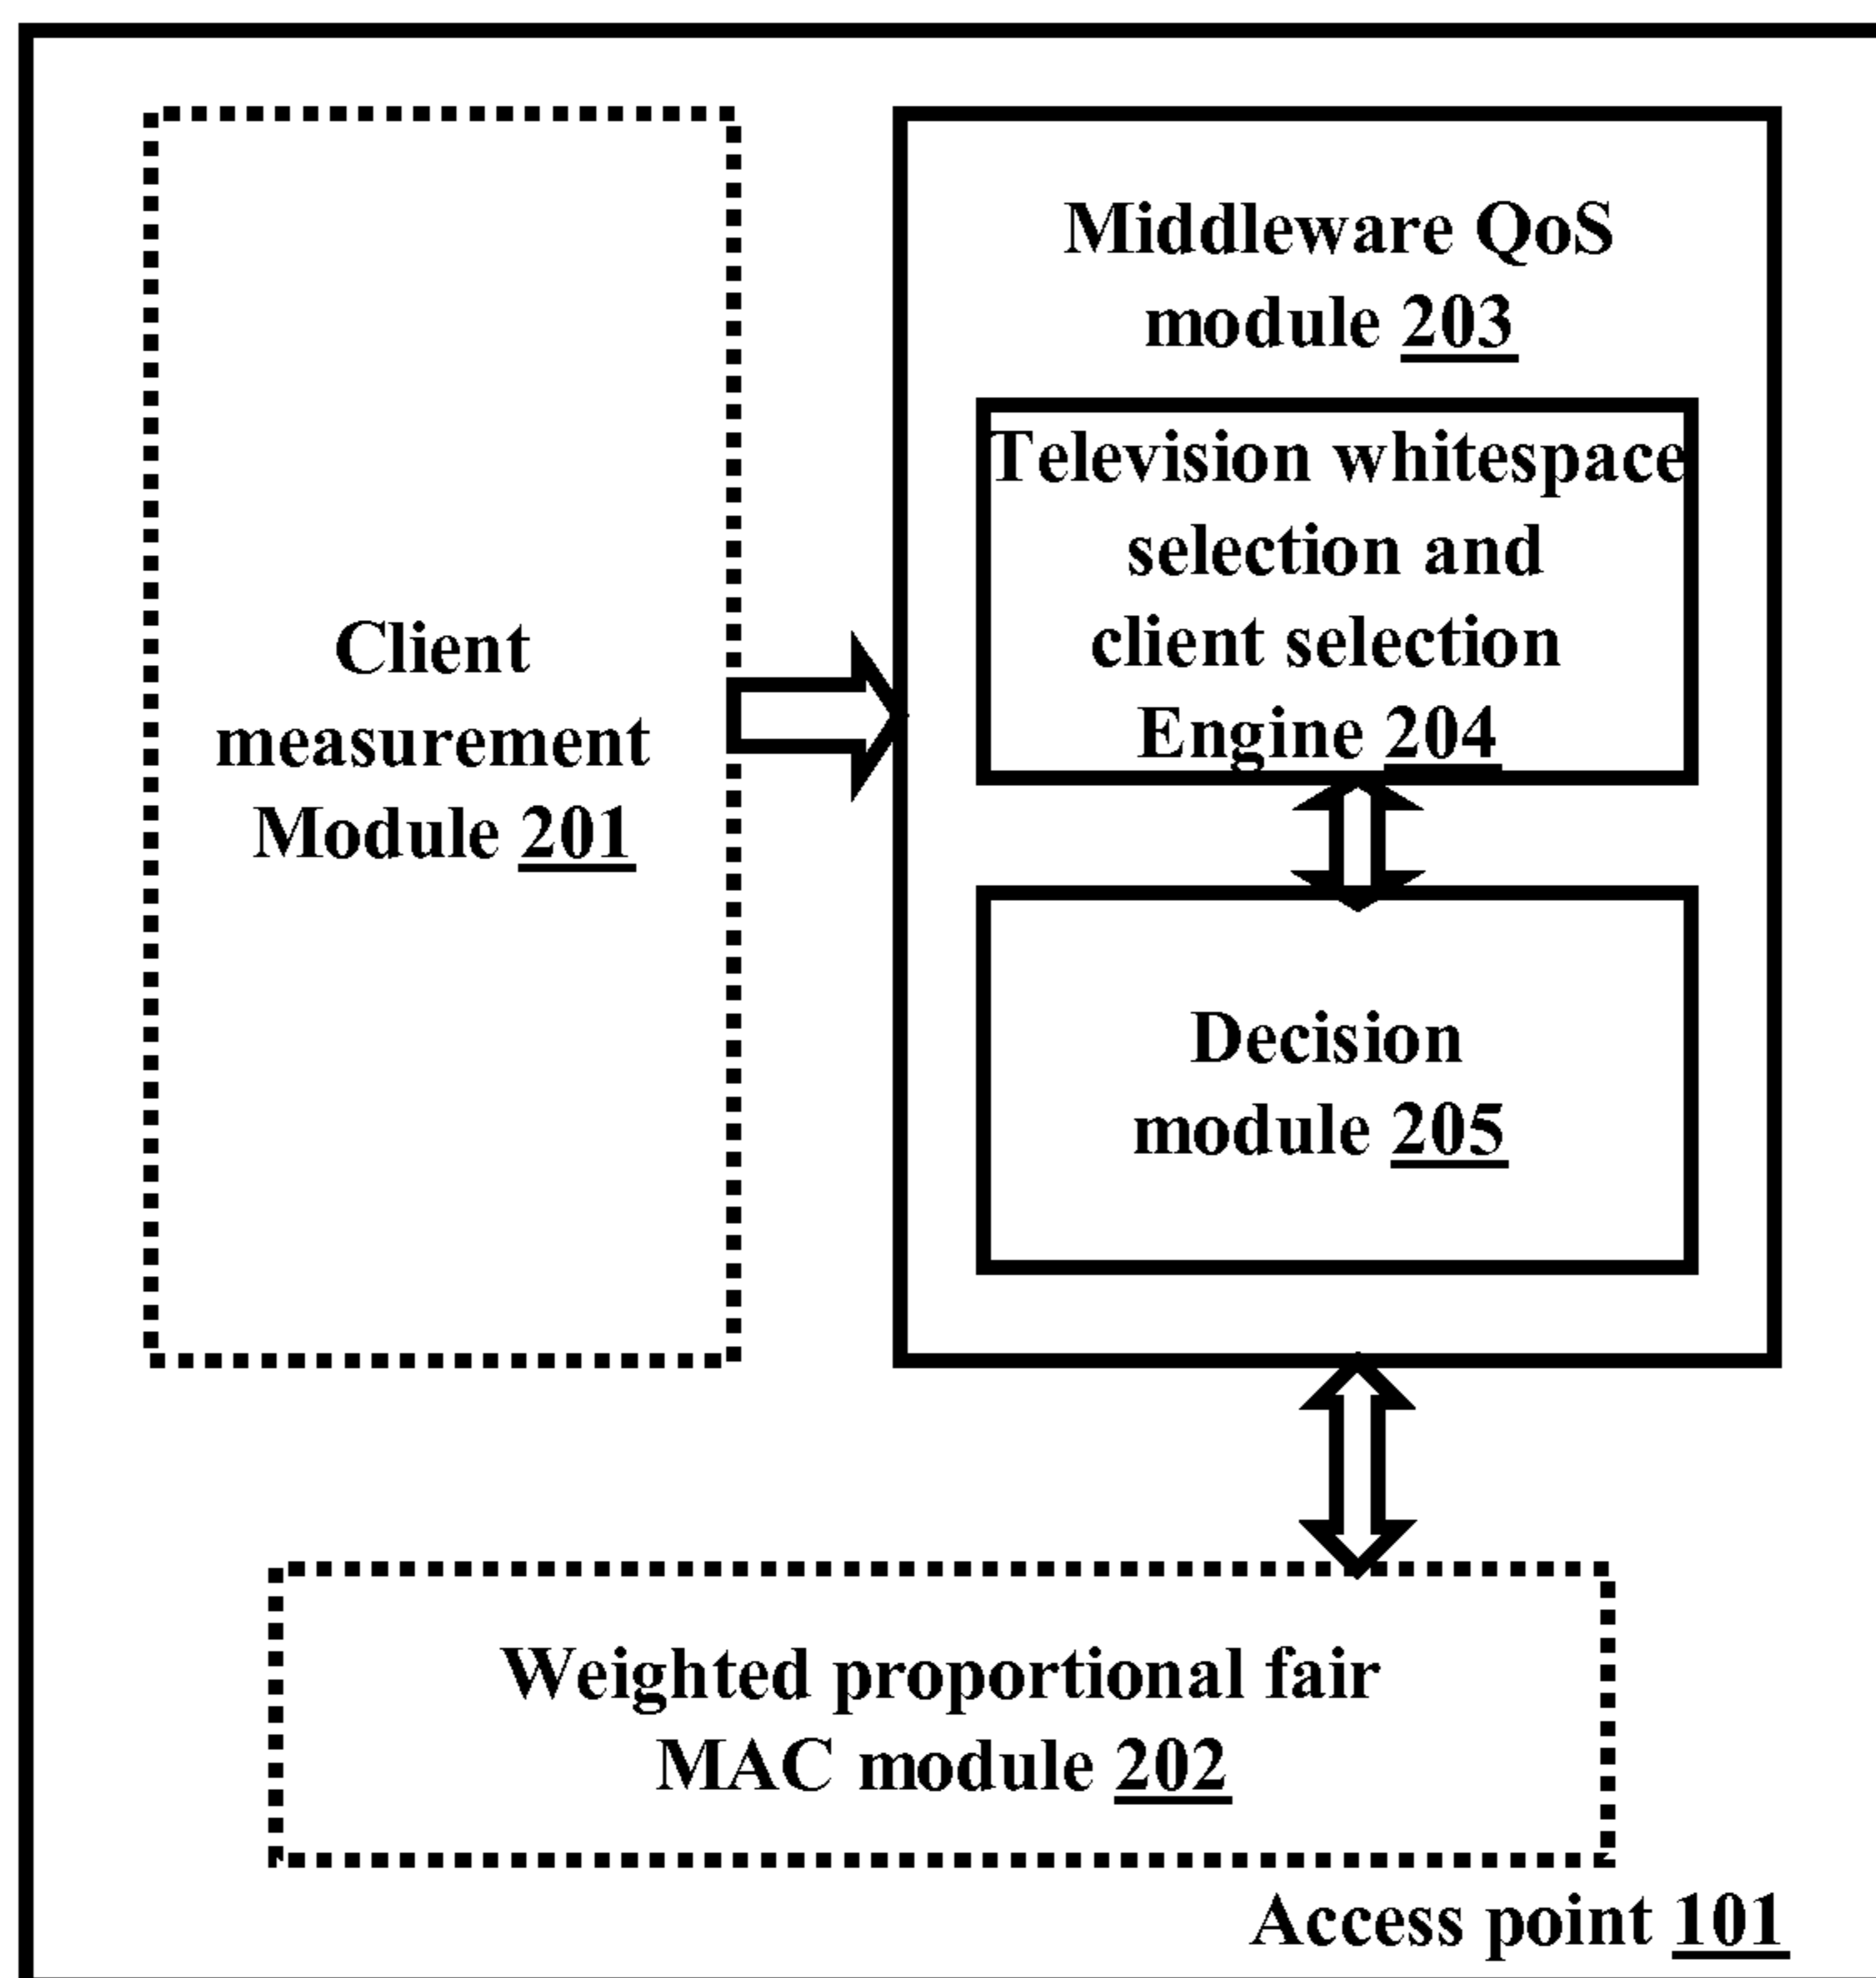 Client
measurement
Module 201
Middleware QoS
module 203
Television whitespace
selection and
client selection
Engine 204
Decision
module 205
Weighted proportional fair
MAC module 202
Access point 101